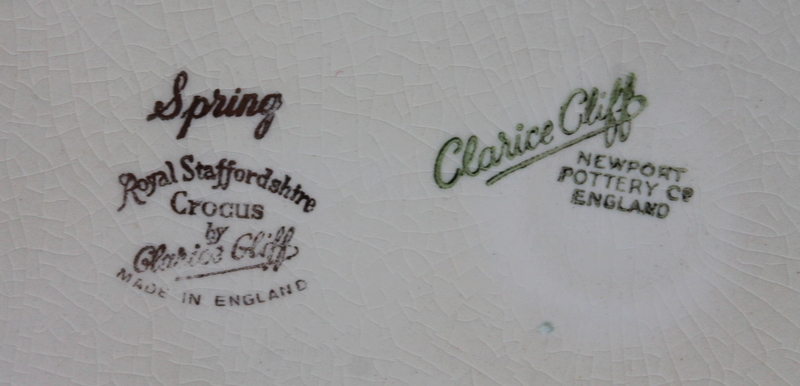 Spring
Royal Staffordshire
Crocus
by
Clarice Cliff
MADE IN ENGLAND
Clarice Cliff
NEWPORT
POTTERY Co
ENGLAND